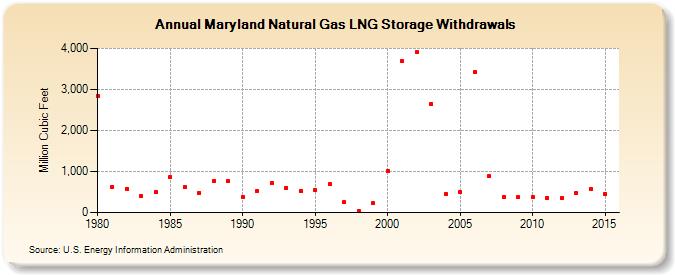 Annual Maryland Natural Gas LNG Storage Withdrawals
Million Cubic Feet
4,000
3,000
2,000
1,000
0
1980 1985 1990 1995 2000 2005 2010 2015
Source: U.S. Energy Information Administration